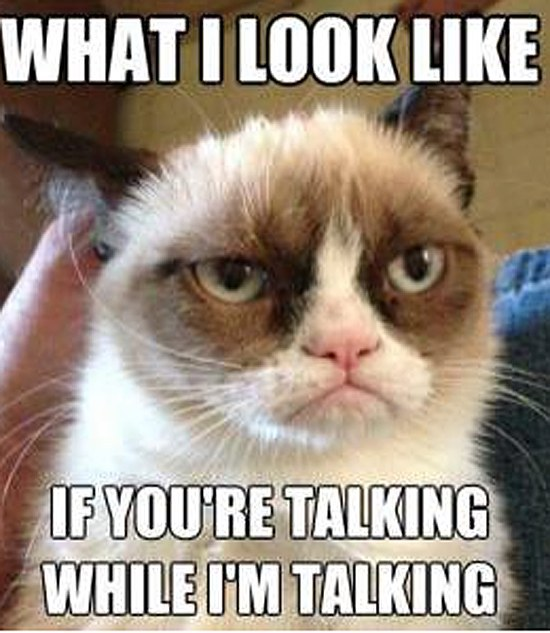 WHAT I LOOK LIKE
IF YOU'RE TALKING
WHILE I'M TALKING